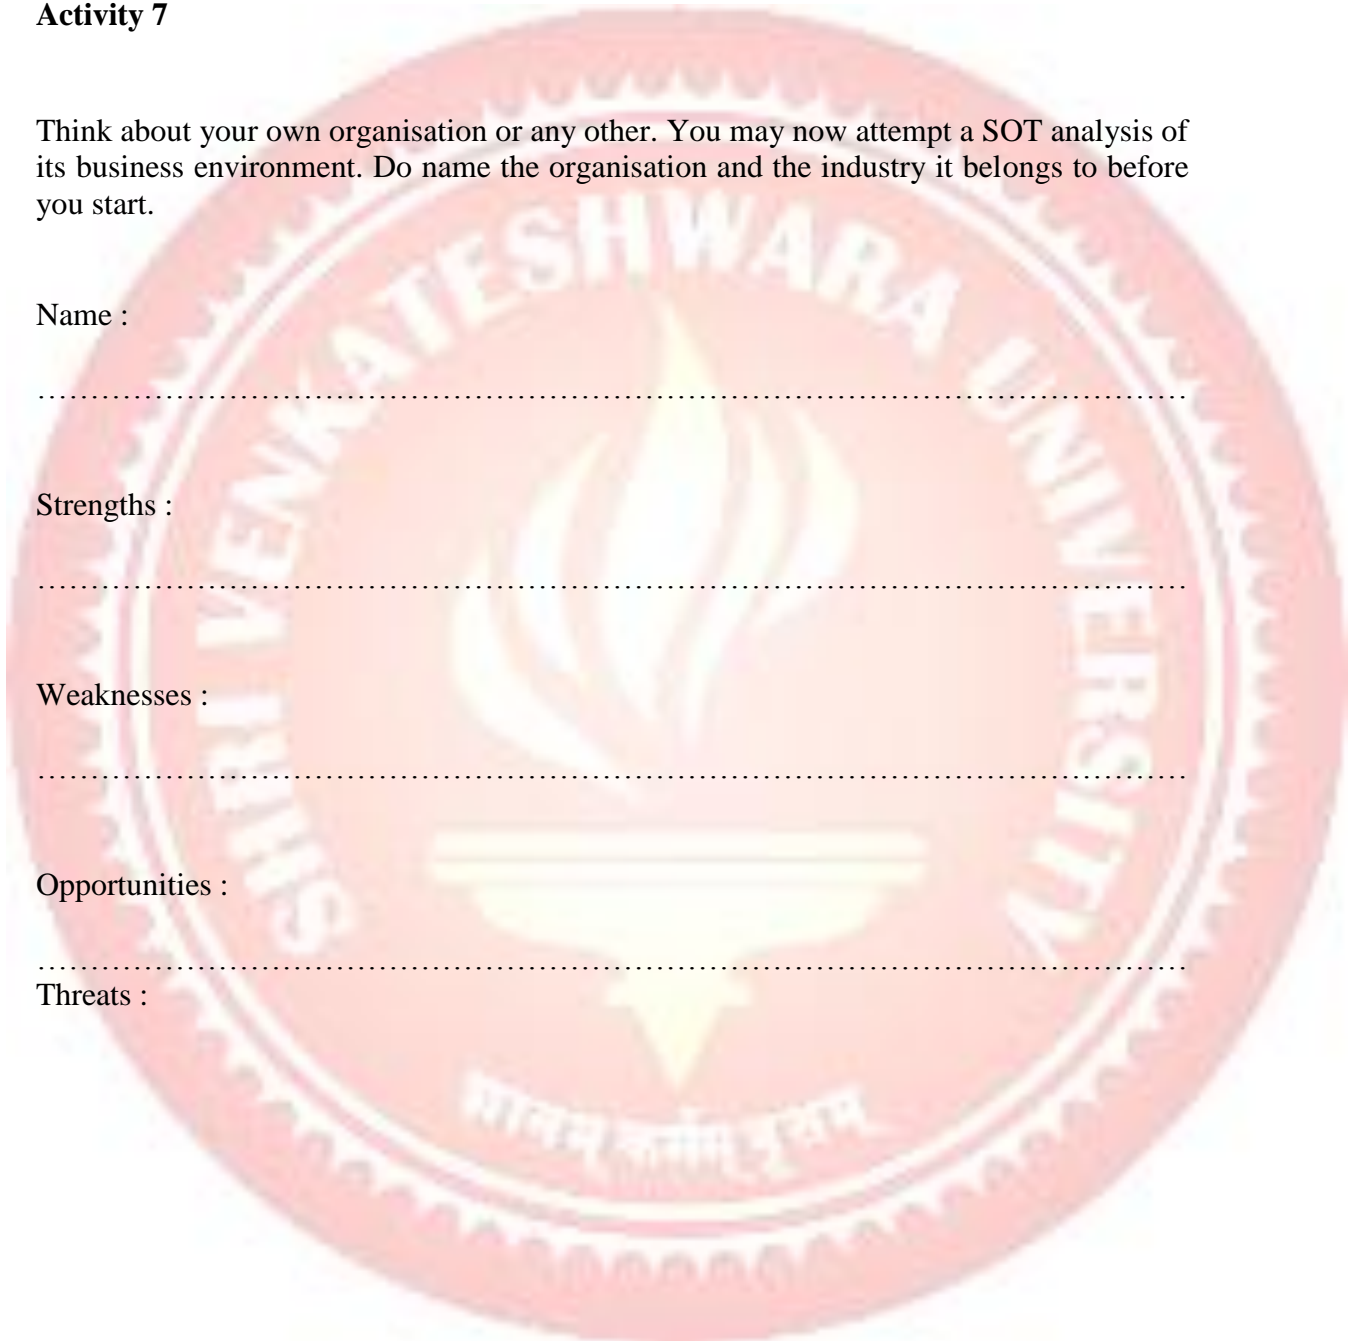 Activity 7
Think about your own organisation or any other. You may now attempt a SOT analysis of
its business environment. Do name the organisation and the industry it belongs to before
you start.
Name :
……………………………………………………………………………………………
Strengths :
……………………………………………………………………………………………
Weaknesses :
……………………………………………………………………………………………
Opportunities :
……………………………………………………………………………………………
Threats :
SHRI VENKATESHWARA UNIVERSITY